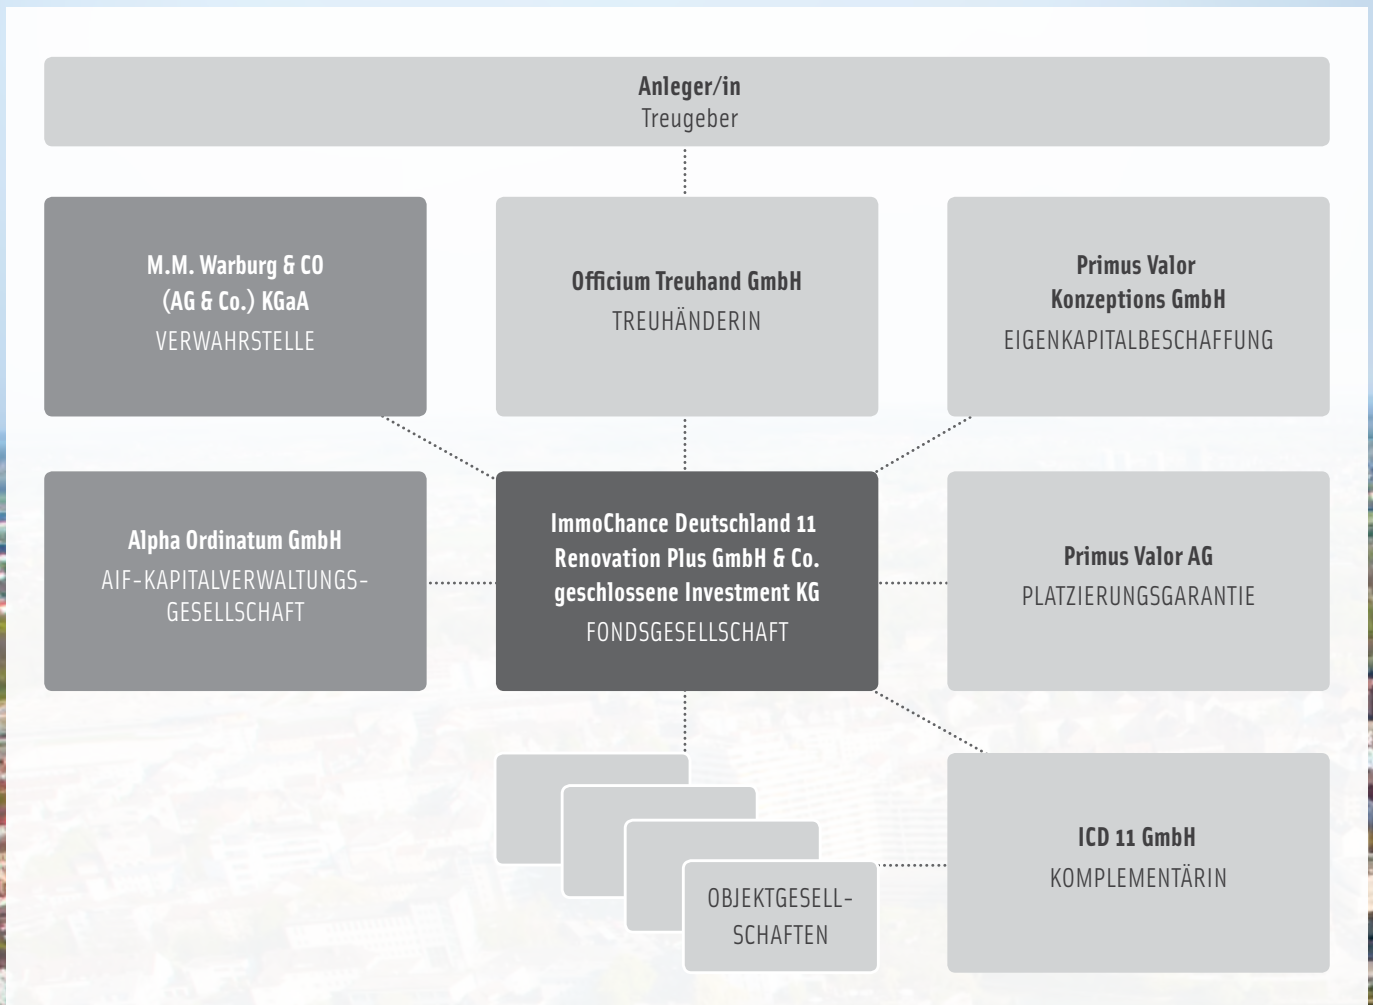 Anleger/in
Treugeber
M.M. Warburg & CO
(AG & Co.) KGaA
VERWAHRSTELLE
Officium Treuhand GmbH
TREUHÄNDERIN
Primus Valor
Konzeptions GmbH
EIGENKAPITALBESCHAFFUNG
Alpha Ordinatum GmbH
AIF-KAPITALVERWALTUNGS-
GESELLSCHAFT
ImmoChance Deutschland 11
Renovation Plus GmbH & Co.
geschlossene Investment KG
FONDSGESELLSCHAFT
Primus Valor AG
PLATZIERUNGSGARANTIE
OBJEKTGESELL-
SCHAFTEN
ICD 11 GmbH
KOMPLEMENTÄRIN